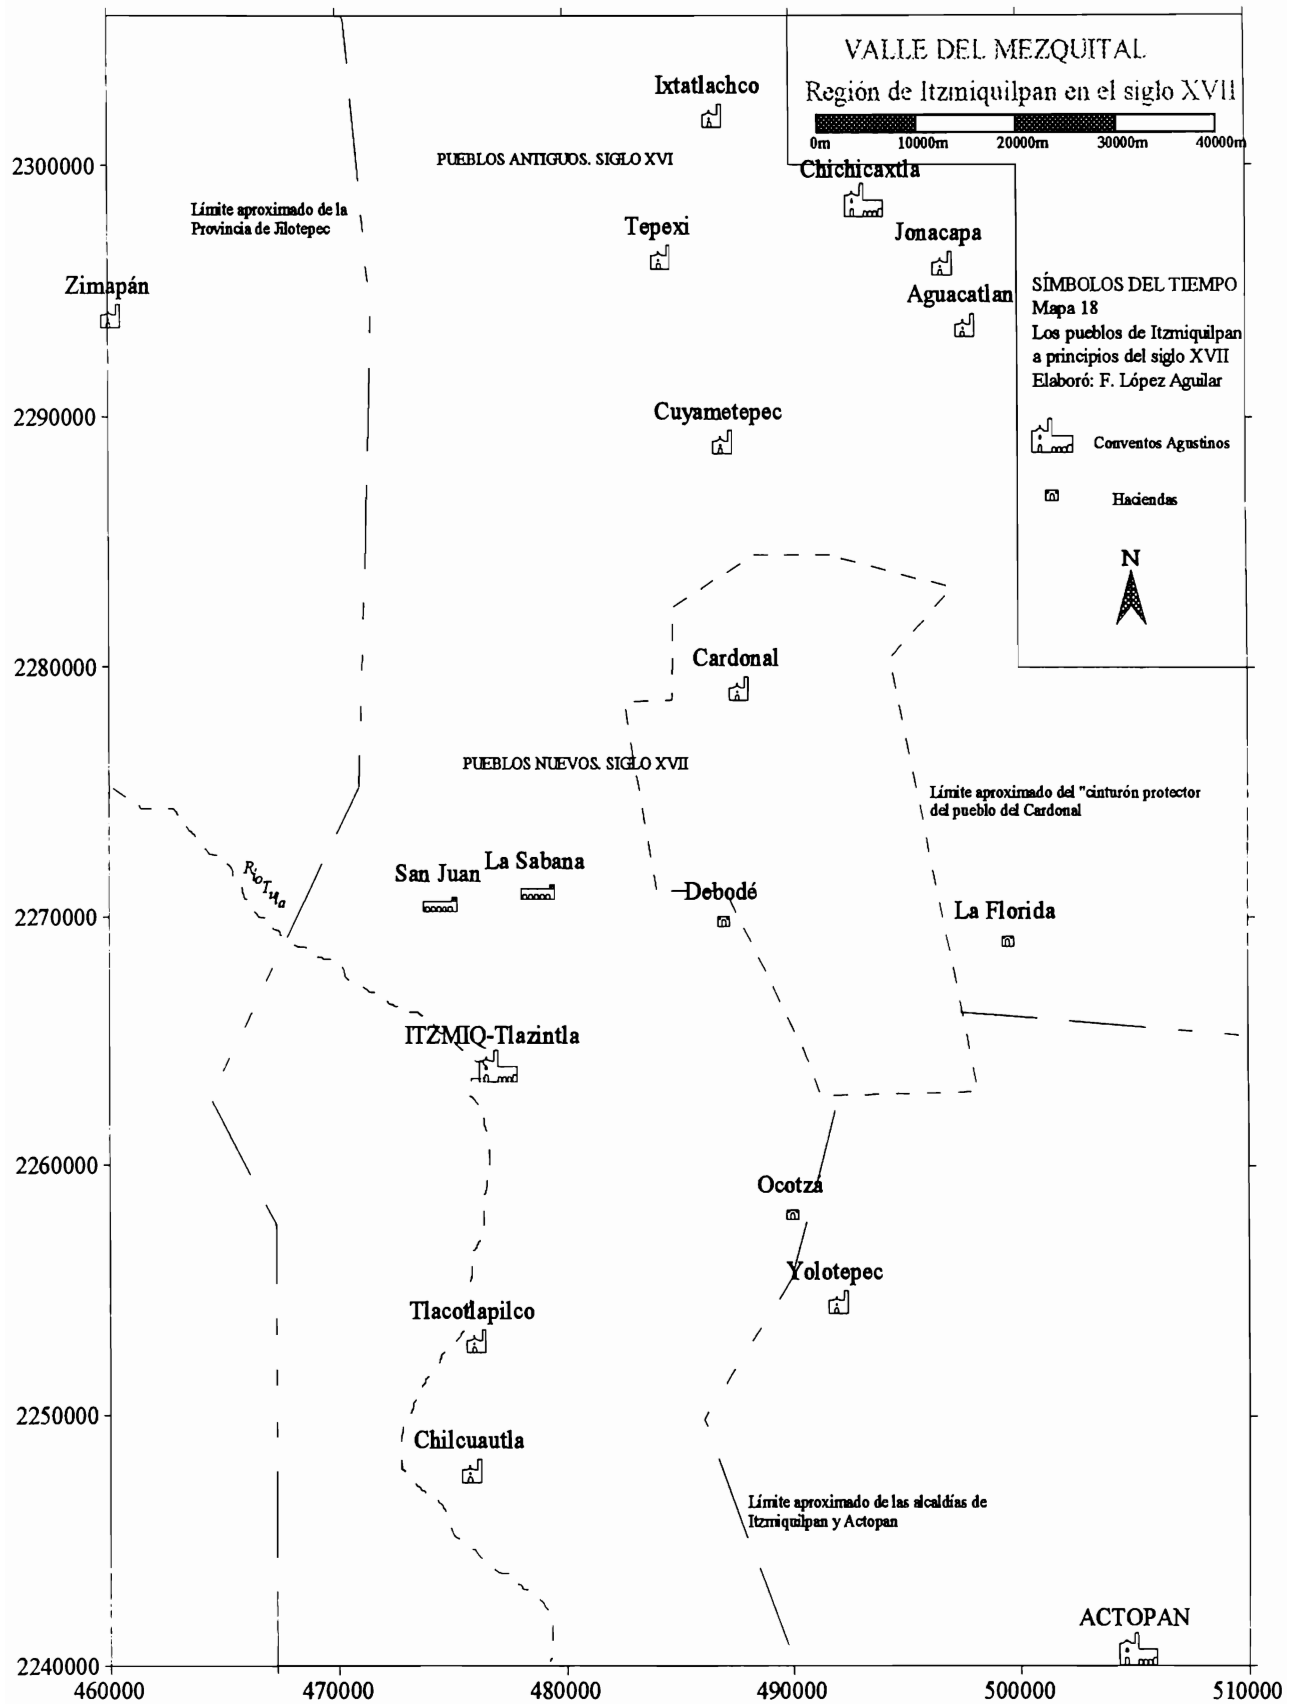 VALLE DEL MEZQUITAL
Región de Itzmiquilpan en el siglo XVII
0m 10000m 20000m 30000m 40000m
Ixtatlachco
PUEBLOS ANTIGUOS. SIGLO XVI
2300000
Chichicaxtla
Límite aproximado de la
Provincia de Jilotepec
Tepexi
Jonacapa
Zimapán
Aguacatlan
SÍMBOLOS DEL TIEMPO
Mapa 18
Los pueblos de Itzmiquilpan
a principios del siglo XVII
Elaboró: F. López Aguilar
2290000
Cuyametepec
Conventos Agustinos
Haciendas
N
2280000
Cardonal
PUEBLOS NUEVOS. SIGLO XVII
Límite aproximado del "cinturón protector
del pueblo del Cardonal
Río Tula
San Juan
La Sabana
Debodé
La Florida
2270000
ITZMIQ-Tlazintla
2260000
Ocotzá
Yolotepec
Tlacotlapilco
2250000
Chilcuautla
Límite aproximado de las alcaldías de
Itzmiquilpan y Actopan
ACTOPAN
2240000
460000 470000 480000 490000 500000 510000